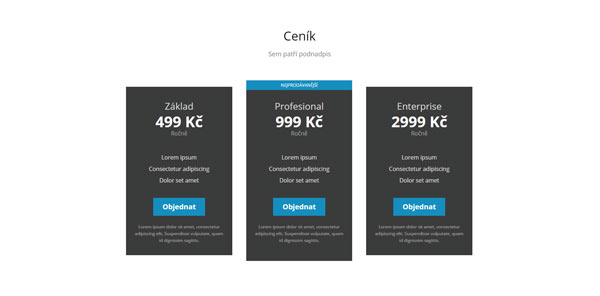 Ceník
Sem patří podnadpis
Základ
499 Kč
Ročně
Lorem ipsum
Consectetur adipiscing
Dolor set amet
Objednat
Lorem ipsum dolor sit amet, consectetur
adipiscing elit. Suspendisse vulputate, quam
id dignissim sagittis.
NEJPRODÁVANĚJŠÍ
Profesional
999 Kč
Ročně
Lorem ipsum
Consectetur adipiscing
Dolor set amet
Objednat
Lorem ipsum dolor sit amet, consectetur
adipiscing elit. Suspendisse vulputate, quam
id dignissim sagittis.
Enterprise
2999 Kč
Ročně
Lorem ipsum
Consectetur adipiscing
Dolor set amet
Objednat
Lorem ipsum dolor sit amet, consectetur
adipiscing elit. Suspendisse vulputate, quam
id dignissim sagittis.